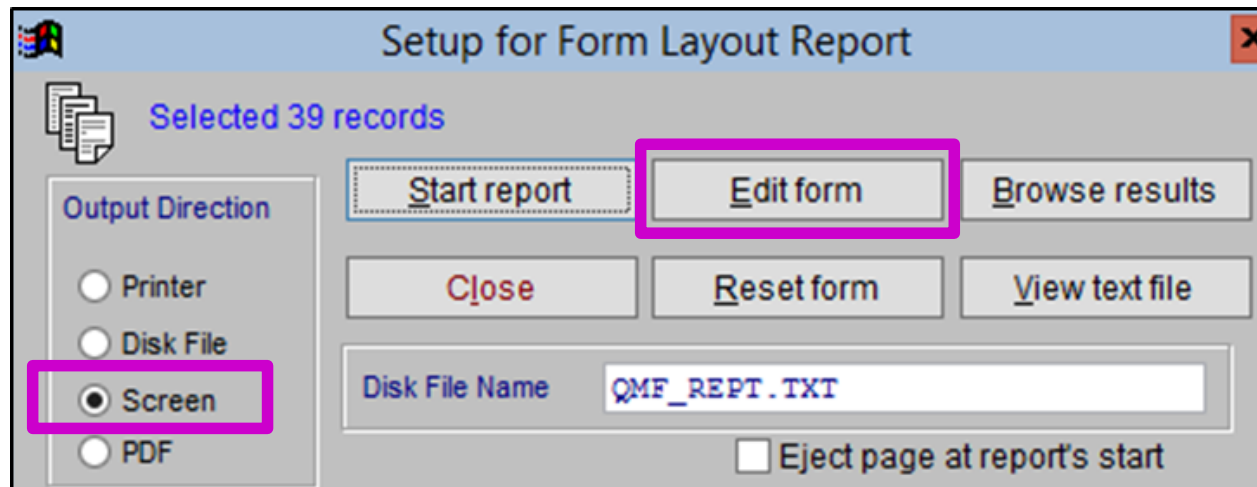 Setup for Form Layout Report
Selected 39 records
Output Direction
Printer
Disk File
Screen
PDF
Start report
Edit form
Browse results
Close
Reset form
View text file
Disk File Name
QMF_REPT.TXT
Eject page at report's start